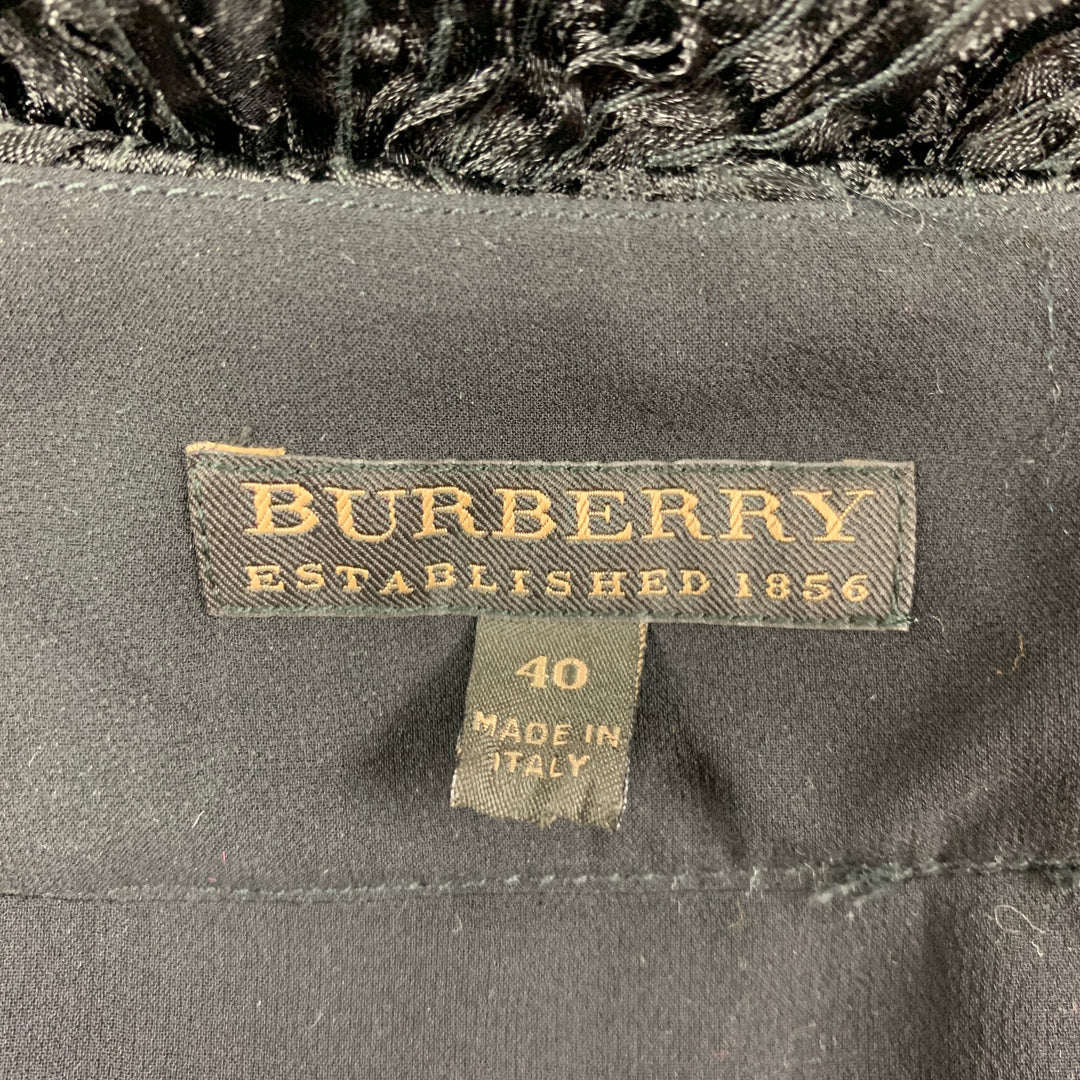 BURBERRY
ESTABLISHED 1856
40
MADE IN
ITALY